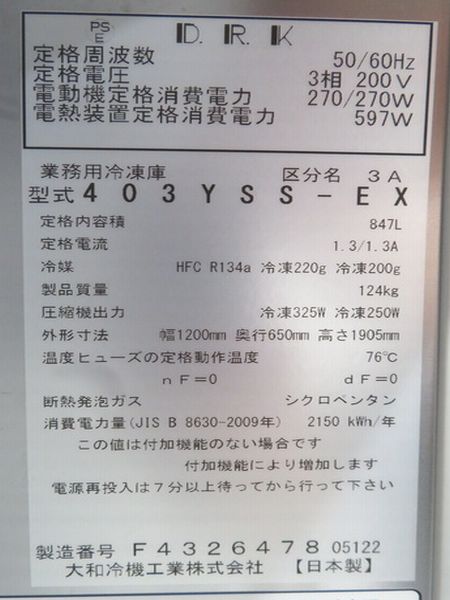 PS
E
D.R.K
定格周波数 50/60Hz
定格電圧 3相 200V
電動機定格消費電力 270/270W
電熱装置定格消費電力 597W
業務用冷凍庫 区分名 3A
型式 403YSS-EX
定格内容積 847L
定格電流 1.3/1.3A
冷媒 HFC R134a 冷凍220g 冷凍200g
製品質量 124kg
圧縮機出力 冷凍325W 冷凍250W
外形寸法 幅1200mm 奥行650mm 高さ1905mm
温度ヒューズの定格動作温度 76℃
nF=0 dF=0
断熱発泡ガス シクロペンタン
消費電力量(JIS B 8630-2009年) 2150 kWh/年
この値は付加機能のない場合です
付加機能により増加します
電源再投入は7分以上待ってから行って下さい
製造番号 F4326478 05122
大和冷機工業株式会社 【日本製】